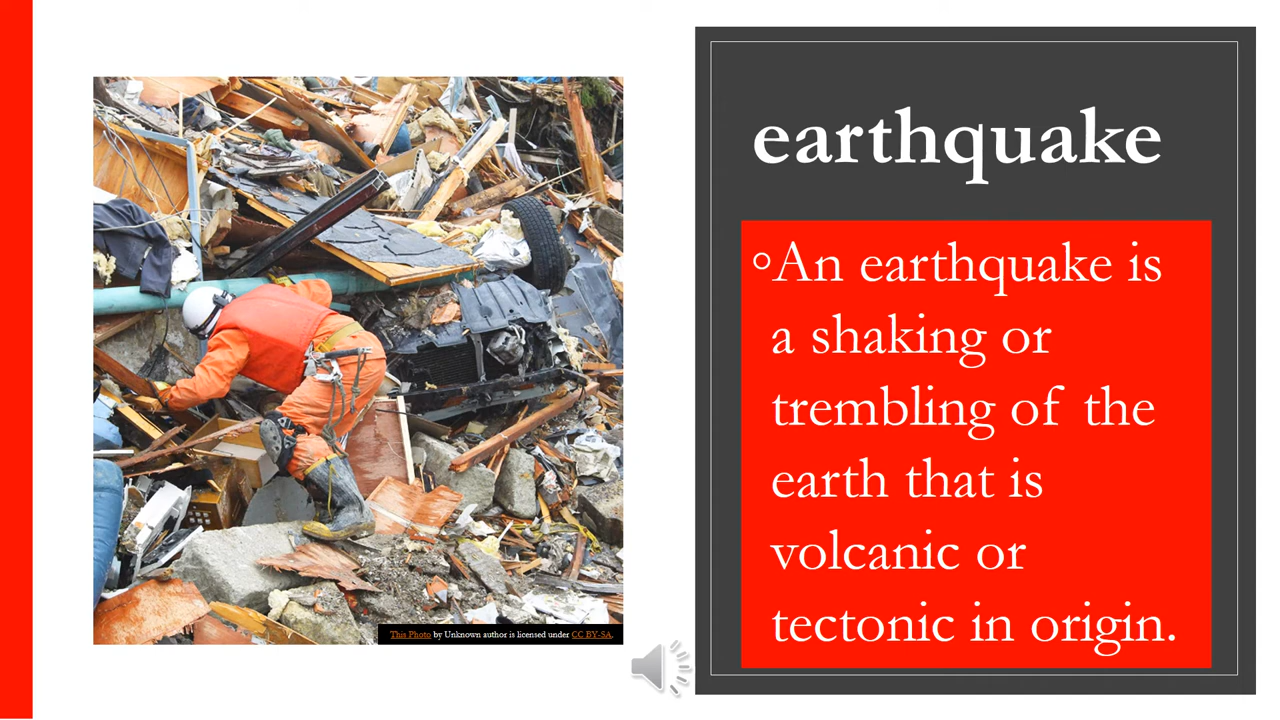 earthquake
◦An earthquake is
a shaking or
trembling of the
earth that is
volcanic or
tectonic in origin.
This Photo by Unknown author is licensed under CC BY-SA.